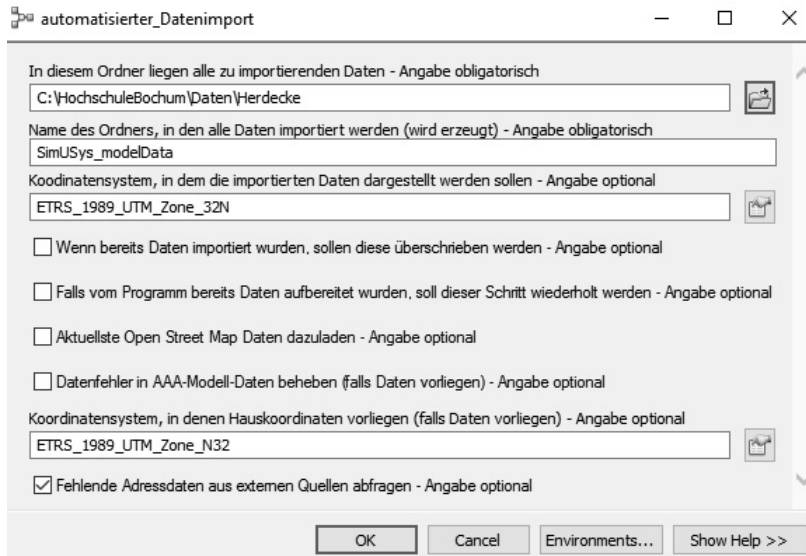 automatisierter_Datenimport
In diesem Ordner liegen alle zu importierenden Daten - Angabe obligatorisch
C:\HochschuleBochum\Daten\Herdecke
Name des Ordners, in den alle Daten importiert werden (wird erzeugt) - Angabe obligatorisch
SimUSys_modelData
Koodinatensystem, in dem die importierten Daten dargestellt werden sollen - Angabe optional
ETRS_1989_UTM_Zone_32N
Wenn bereits Daten importiert wurden, sollen diese überschrieben werden - Angabe optional
Falls vom Programm bereits Daten aufbereitet wurden, soll dieser Schritt wiederholt werden - Angabe optional
Aktuellste Open Street Map Daten dazuladen - Angabe optional
Datenfehler in AAA-Modell-Daten beheben (falls Daten vorliegen) - Angabe optional
Koordinatensystem, in denen Hauskoordinaten vorliegen (falls Daten vorliegen) - Angabe optional
ETRS_1989_UTM_Zone_N32
Fehlende Adressdaten aus externen Quellen abfragen - Angabe optional
OK Cancel Environments... Show Help >>